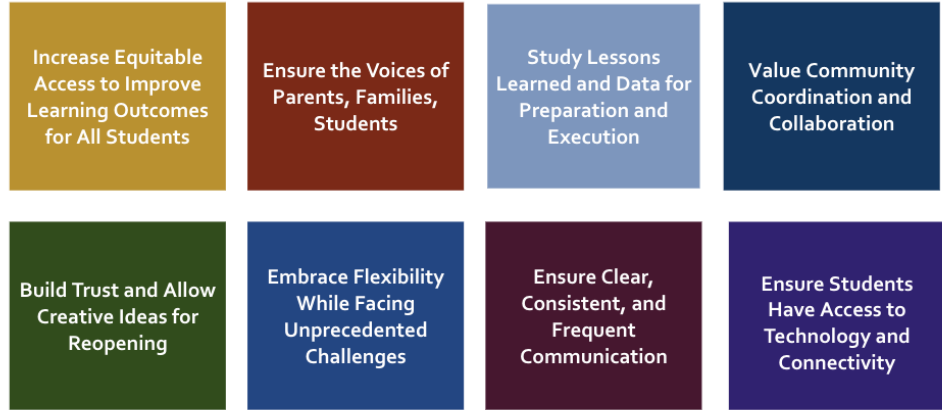 Increase Equitable
Access to Improve
Learning Outcomes
for All Students
Ensure the Voices of
Parents, Families,
Students
Study Lessons
Learned and Data for
Preparation and
Execution
Value Community
Coordination and
Collaboration
Build Trust and Allow
Creative Ideas for
Reopening
Embrace Flexibility
While Facing
Unprecedented
Challenges
Ensure Clear,
Consistent, and
Frequent
Communication
Ensure Students
Have Access to
Technology and
Connectivity